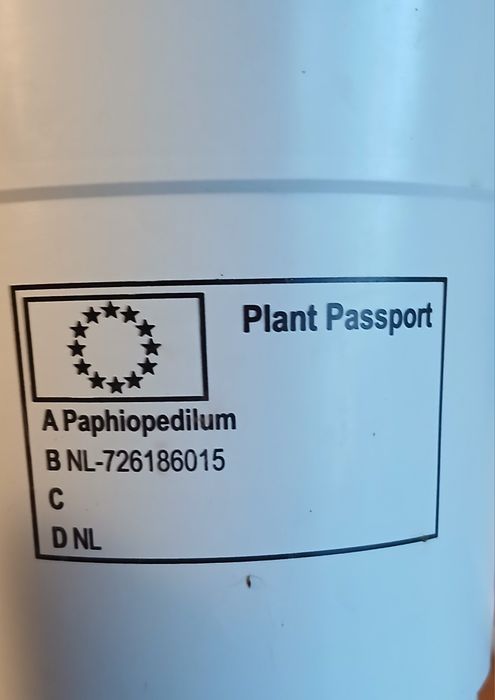 Plant Passport
A Paphiopedilum
B NL-726186015
C
D NL